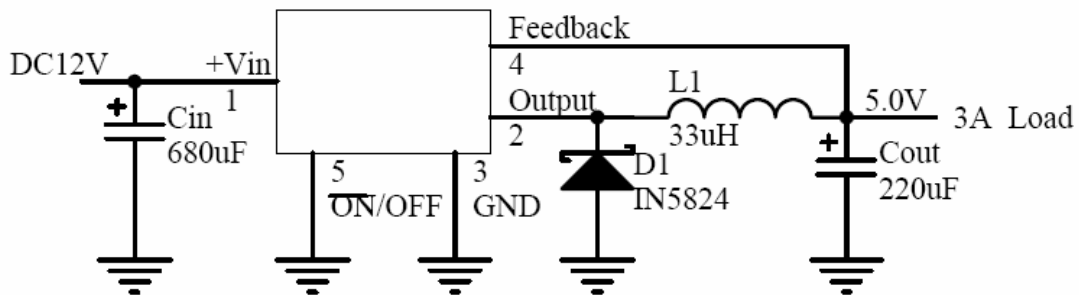 Feedback
DC12V +Vin 4 L1 5.0V
1 Output 3A Load
+ Cin 2 33uH + Cout
680uF 5 3 D1 220uF
ON/OFF GND IN5824